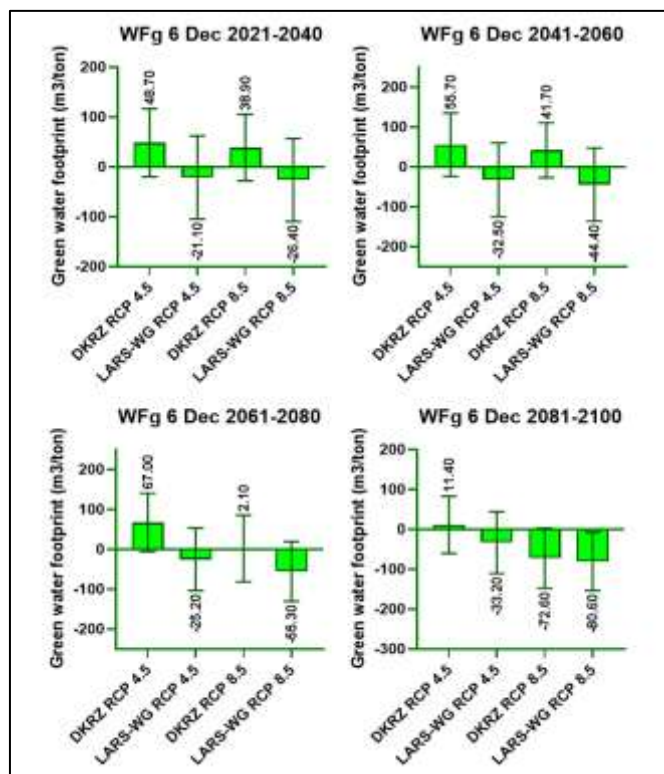 WFg 6 Dec 2021-2040
Green water footprint (m3/ton)
200
100
0
-100
-200
48.70
-21.10
38.90
-26.40
DKRZ RCP 4.5
LARS-WG RCP 4.5
DKRZ RCP 8.5
LARS-WG RCP 8.5
WFg 6 Dec 2041-2060
Green water footprint (m3/ton)
200
100
0
-100
-200
55.70
-32.50
41.70
-44.40
DKRZ RCP 4.5
LARS-WG RCP 4.5
DKRZ RCP 8.5
LARS-WG RCP 8.5
WFg 6 Dec 2061-2080
Green water footprint (m3/ton)
200
100
0
-100
-200
67.00
2.10
DKRZ RCP 4.5
LARS-WG RCP 4.5
DKRZ RCP 8.5
LARS-WG RCP 8.5
WFg 6 Dec 2081-2100
Green water footprint (m3/ton)
200
100
0
-100
-200
-300
11.40
-33.20
-72.60
-80.60
DKRZ RCP 4.5
LARS-WG RCP 4.5
DKRZ RCP 8.5
LARS-WG RCP 8.5